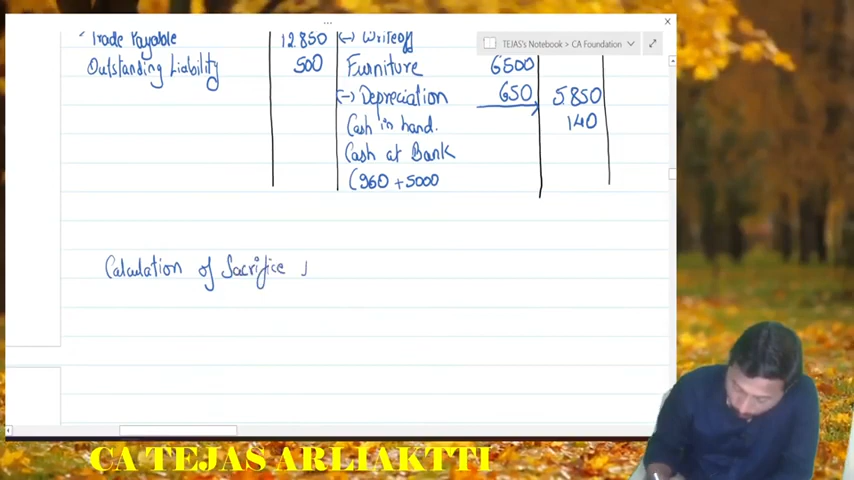 TEJAS's Notebook > CA Foundation
Trade Payable 12850 (-) Writeoff
Outstanding Liability 500 Furniture 6500
(-) Depreciation 650 5850
Cash in hand. 140
Cash at Bank
(960 + 5000
Calculation of Sacrifice
CA TEJAS ARLIAKTTI